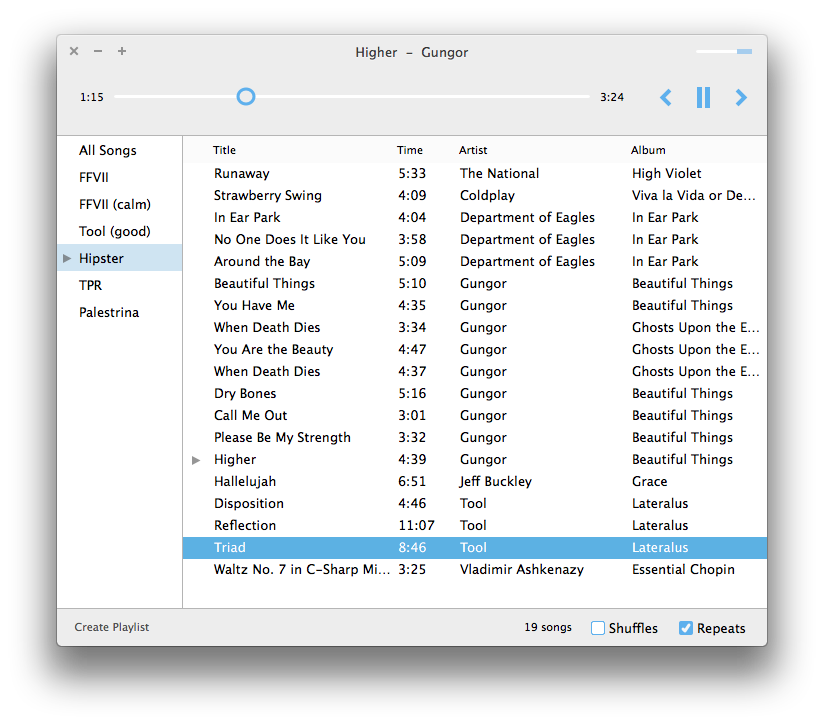 Higher – Gungor
1:15 3:24
All Songs
FFVII
FFVII (calm)
Tool (good)
Hipster
TPR
Palestrina
Title Time Artist Album
Runaway 5:33 The National High Violet
Strawberry Swing 4:09 Coldplay Viva la Vida or De...
In Ear Park 4:04 Department of Eagles In Ear Park
No One Does It Like You 3:58 Department of Eagles In Ear Park
Around the Bay 5:09 Department of Eagles In Ear Park
Beautiful Things 5:10 Gungor Beautiful Things
You Have Me 4:35 Gungor Beautiful Things
When Death Dies 3:34 Gungor Ghosts Upon the E...
You Are the Beauty 4:47 Gungor Ghosts Upon the E...
When Death Dies 4:37 Gungor Ghosts Upon the E...
Dry Bones 5:16 Gungor Beautiful Things
Call Me Out 3:01 Gungor Beautiful Things
Please Be My Strength 3:32 Gungor Beautiful Things
Higher 4:39 Gungor Beautiful Things
Hallelujah 6:51 Jeff Buckley Grace
Disposition 4:46 Tool Lateralus
Reflection 11:07 Tool Lateralus
Triad 8:46 Tool Lateralus
Waltz No. 7 in C-Sharp Mi... 3:25 Vladimir Ashkenazy Essential Chopin
Create Playlist 19 songs Shuffles Repeats